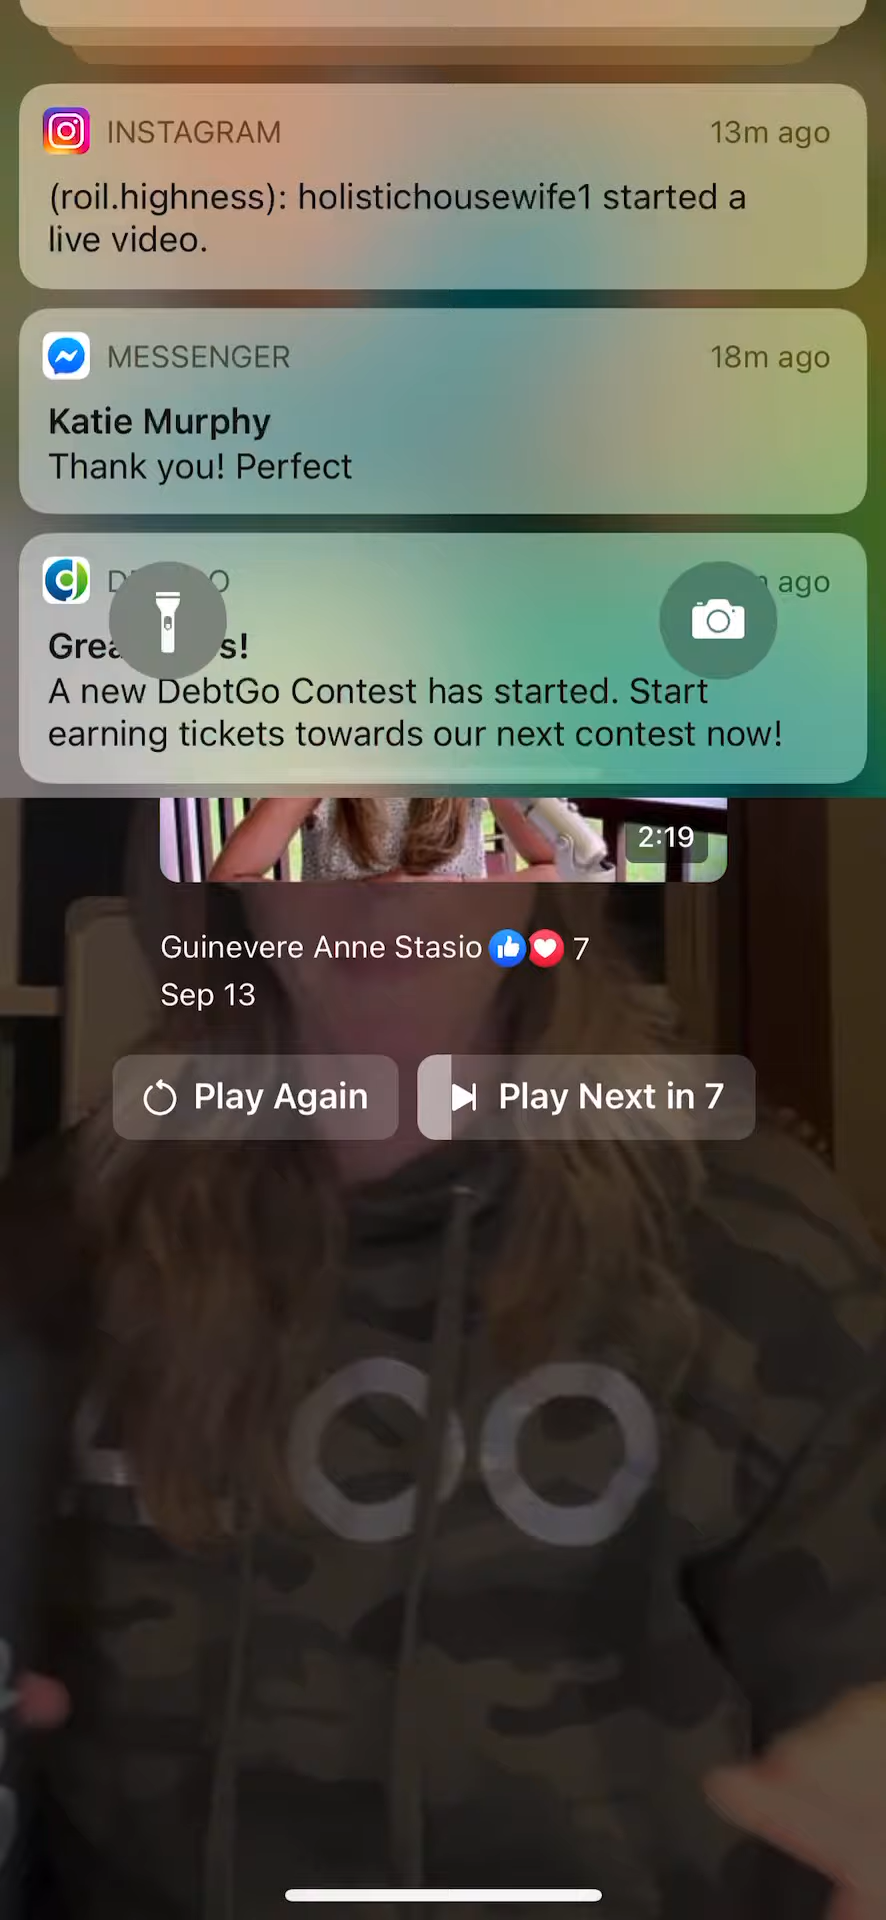 INSTAGRAM
13m ago
(roil.highness): holistichousewife1 started a
live video.
MESSENGER
18m ago
Katie Murphy
Thank you! Perfect
ago
A new DebtGo Contest has started. Start
earning tickets towards our next contest now!
2:19
Guinevere Anne Stasio 7
Sep 13
Play Again
Play Next in 7